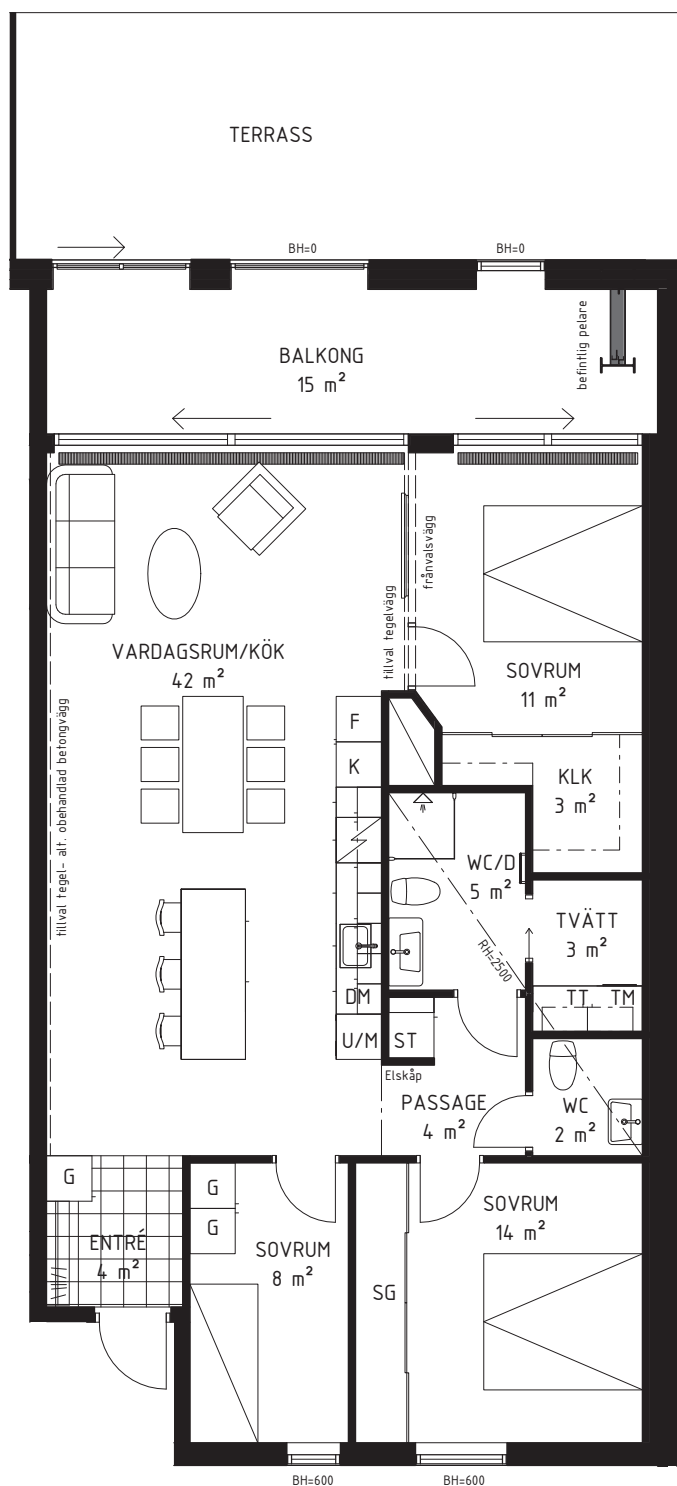 TERRASS
BH=0
BH=0
BALKONG
15 m²
befintlig pelare
frånvalsvägg
tillval tegelvägg
VARDAGSRUM/KÖK
42 m²
SOVRUM
11 m²
F
K
KLK
3 m²
tillval tegel- alt. obehandlad betongvägg
WC/D
5 m²
TVÄTT
3 m²
RH=2500
DM
TT
TM
U/M
ST
Elskåp
PASSAGE
4 m²
WC
2 m²
G
G
G
ENTRÉ
4 m²
SOVRUM
8 m²
SOVRUM
14 m²
SG
BH=600
BH=600